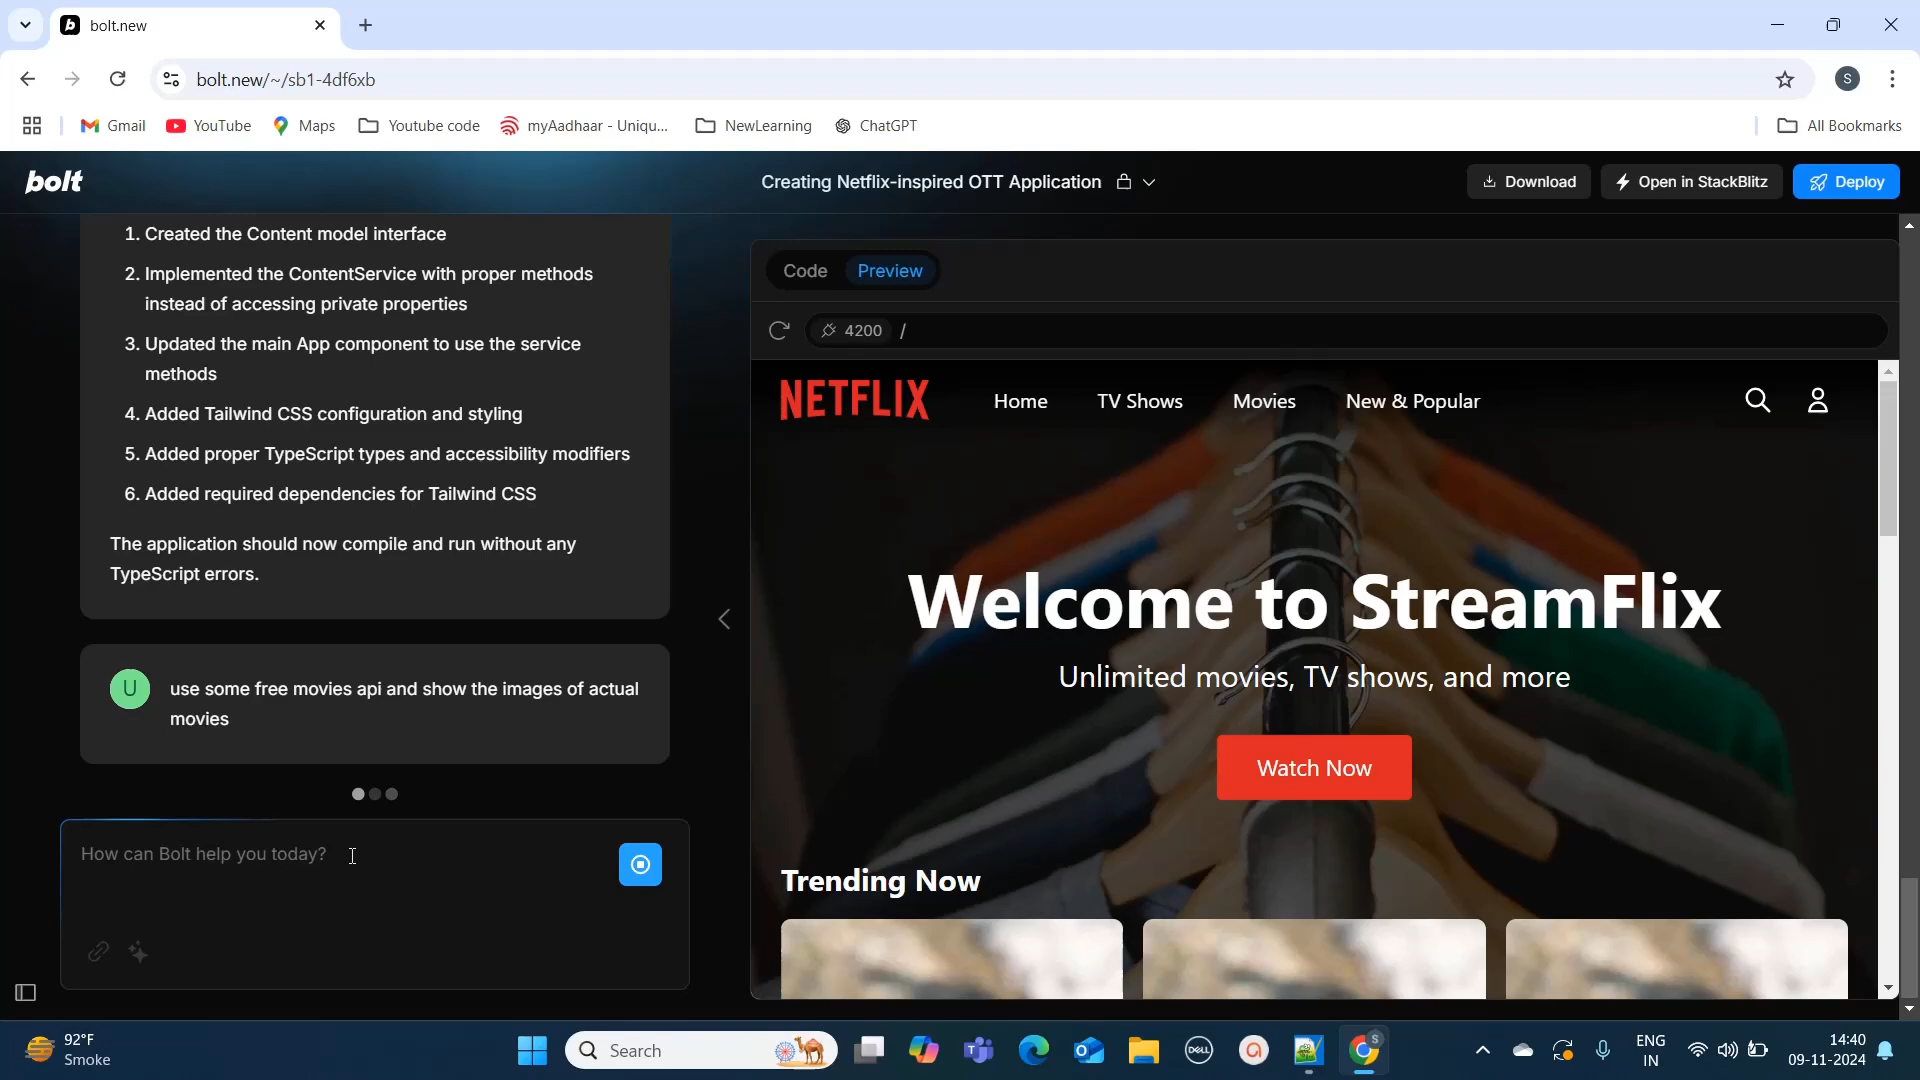 bolt.new
bolt.new/~/sb1-4df6xb
S
Gmail YouTube Maps Youtube code myAadhaar - Uniqu... NewLearning ChatGPT All Bookmarks
bolt Creating Netflix-inspired OTT Application Download Open in StackBlitz Deploy
1. Created the Content model interface
2. Implemented the ContentService with proper methods
instead of accessing private properties
3. Updated the main App component to use the service
methods
4. Added Tailwind CSS configuration and styling
5. Added proper TypeScript types and accessibility modifiers
6. Added required dependencies for Tailwind CSS
The application should now compile and run without any
TypeScript errors.
U
use some free movies api and show the images of actual
movies
How can Bolt help you today?
Code Preview
4200 /
NETFLIX Home TV Shows Movies New & Popular
Welcome to StreamFlix
Unlimited movies, TV shows, and more
Watch Now
Trending Now
92°F
Smoke
Search
DELL
S
ENG
IN
14:40
09-11-2024